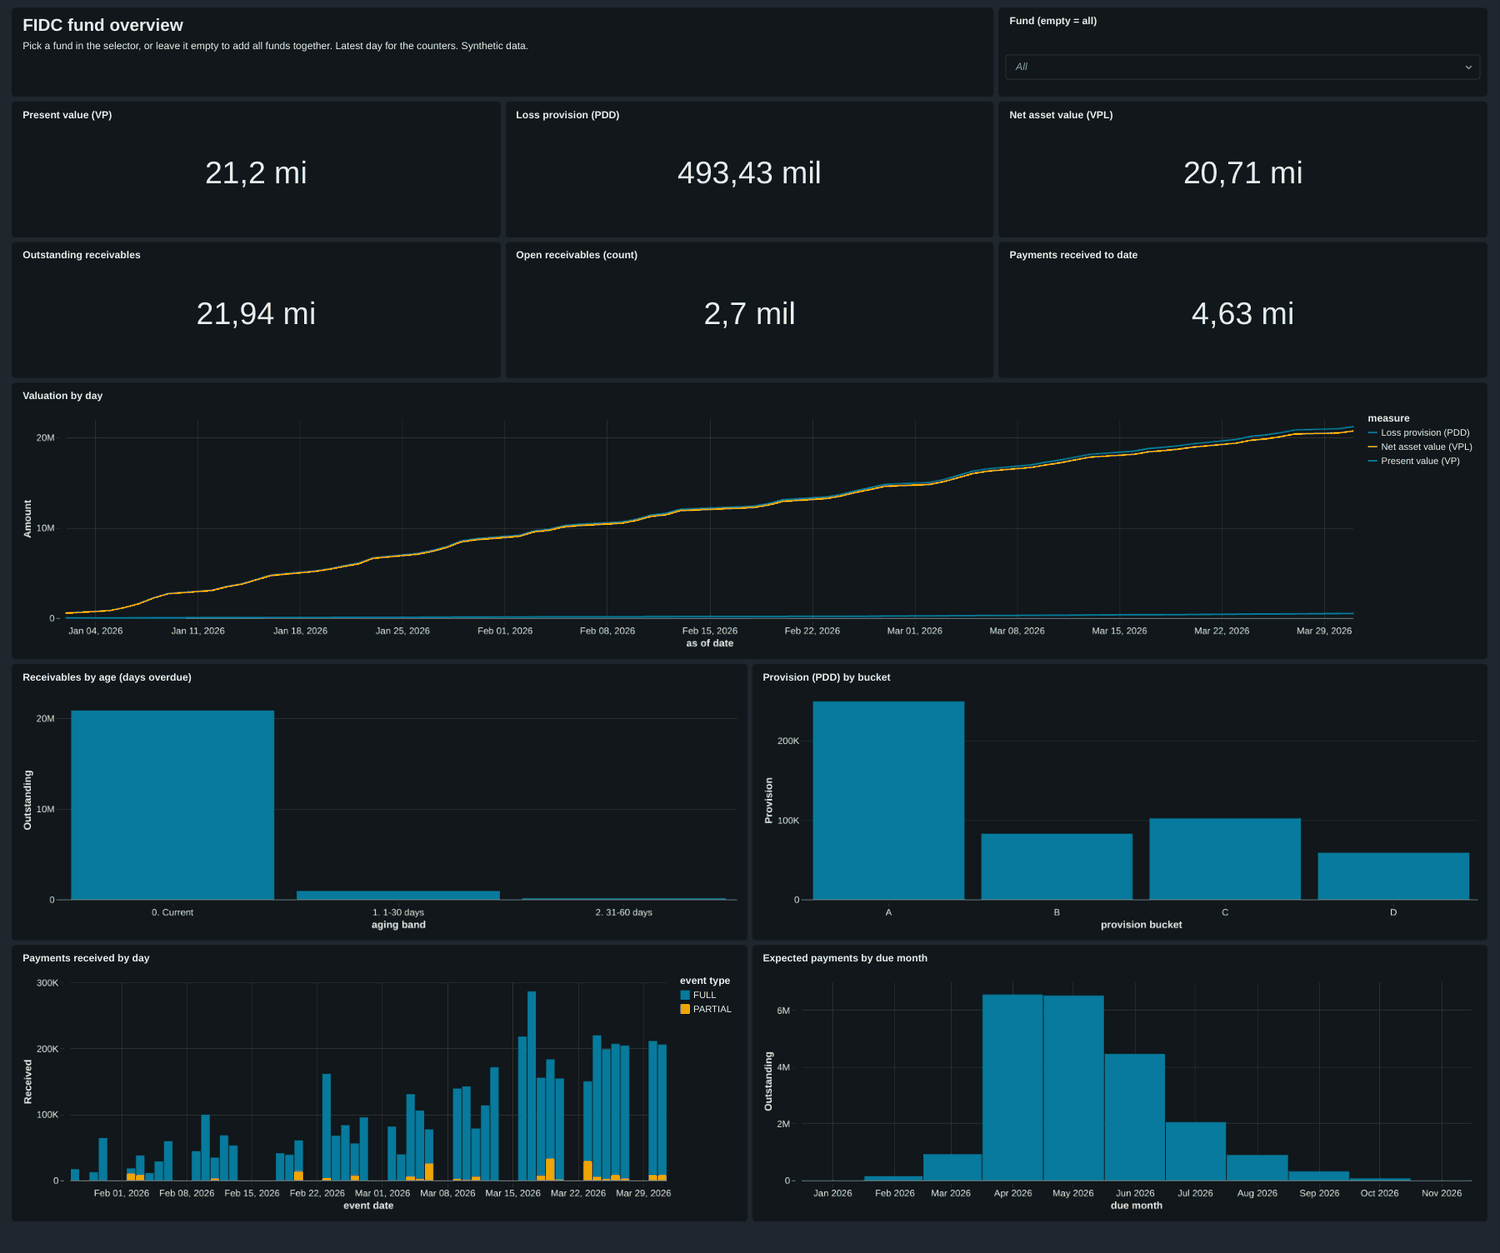 FIDC fund overview
Pick a fund in the selector, or leave it empty to add all funds together. Latest day for the counters. Synthetic data.
Fund (empty = all)
All
Present value (VP)
21,2 mi
Loss provision (PDD)
493,43 mil
Net asset value (VPL)
20,71 mi
Outstanding receivables
21,94 mi
Open receivables (count)
2,7 mil
Payments received to date
4,63 mi
Valuation by day
Amount
20M
10M
0
Jan 04, 2026 Jan 11, 2026 Jan 18, 2026 Jan 25, 2026 Feb 01, 2026 Feb 08, 2026 Feb 15, 2026 Feb 22, 2026 Mar 01, 2026 Mar 08, 2026 Mar 15, 2026 Mar 22, 2026 Mar 29, 2026
as of date
measure
Loss provision (PDD)
Net asset value (VPL)
Present value (VP)
Receivables by age (days overdue)
Outstanding
20M
10M
0
0. Current 1. 1-30 days 2. 31-60 days
aging band
Provision (PDD) by bucket
Provision
200K
100K
0
A B C D
provision bucket
Payments received by day
Received
300K
200K
100K
0
Feb 01, 2026 Feb 08, 2026 Feb 15, 2026 Feb 22, 2026 Mar 01, 2026 Mar 08, 2026 Mar 15, 2026 Mar 22, 2026 Mar 29, 2026
event date
event type
FULL
PARTIAL
Expected payments by due month
Outstanding
6M
4M
2M
0
Jan 2026 Feb 2026 Mar 2026 Apr 2026 May 2026 Jun 2026 Jul 2026 Aug 2026 Sep 2026 Oct 2026 Nov 2026
due month